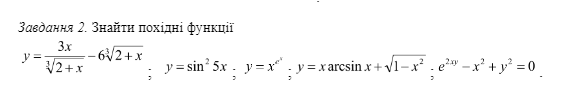 Завдання 2. Знайти похідні функції
y = 3x/∛(2+x) − 6∛(2+x) ; y = sin² 5x ; y = x^(e^x) ; y = x arcsin x + √(1−x²) ; e^(2xy) − x² + y² = 0 .